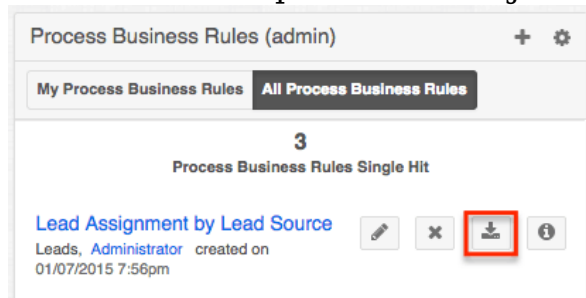 Process Business Rules (admin)
My Process Business Rules All Process Business Rules
3
Process Business Rules Single Hit
Lead Assignment by Lead Source
Leads, Administrator created on
01/07/2015 7:56pm